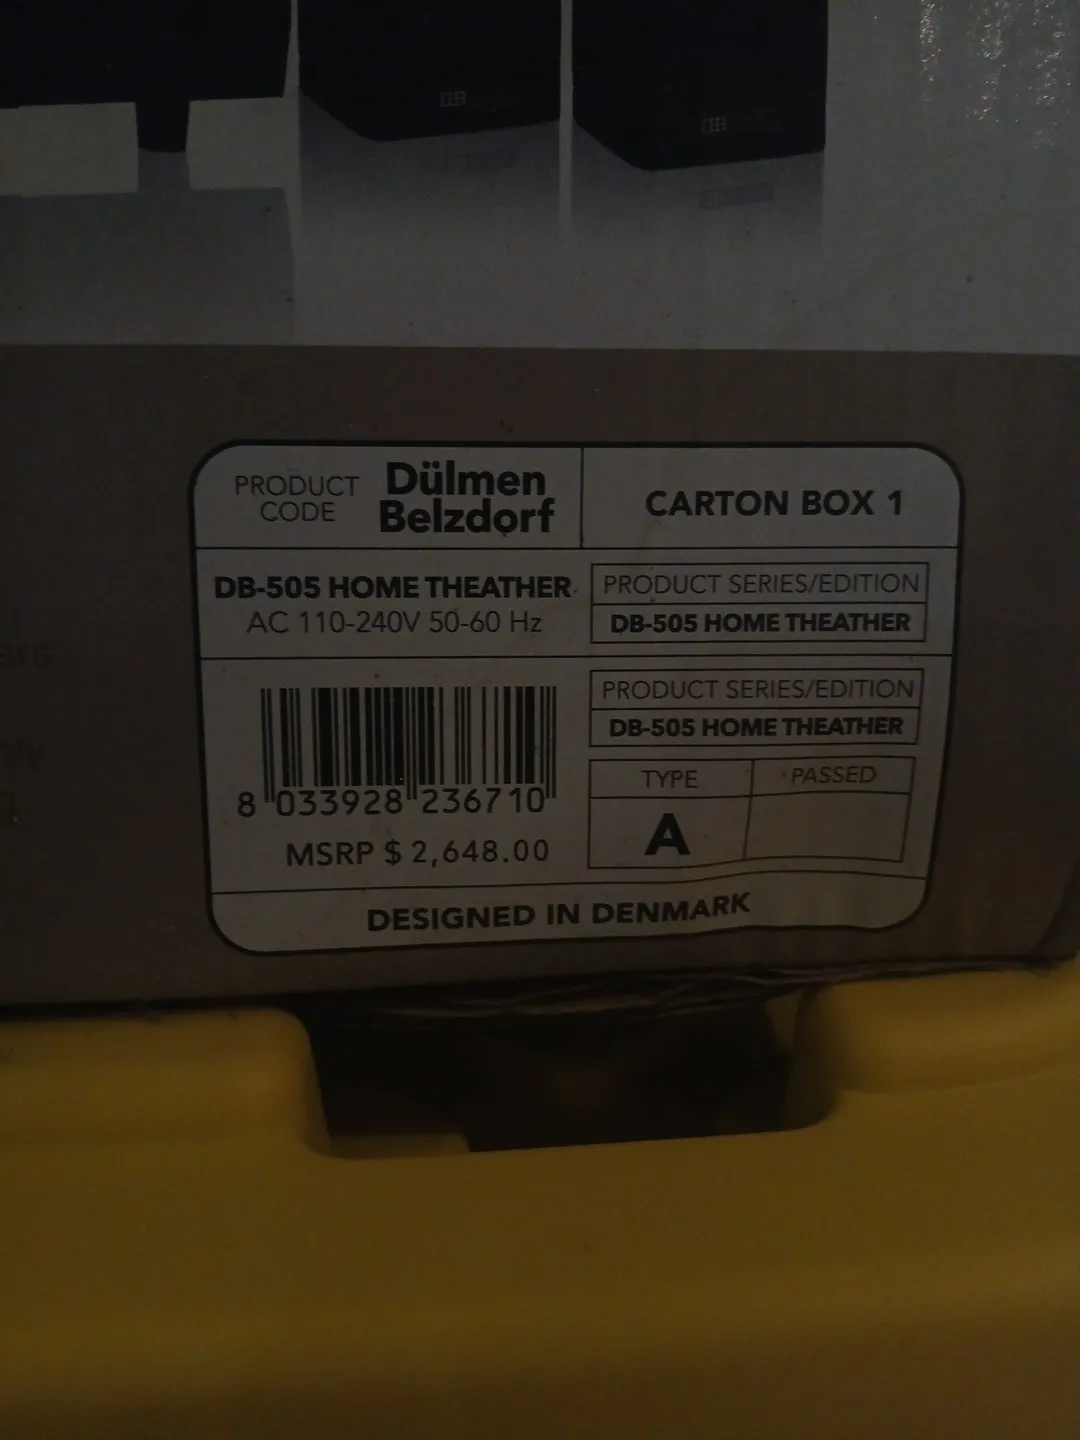 DB
DB
PRODUCT
CODE
Dülmen
Belzdorf
CARTON BOX 1
DB-505 HOME THEATHER
AC 110-240V 50-60 Hz
PRODUCT SERIES/EDITION
DB-505 HOME THEATHER
PRODUCT SERIES/EDITION
DB-505 HOME THEATHER
TYPE
PASSED
A
8 033928 236710
MSRP $ 2,648.00
DESIGNED IN DENMARK